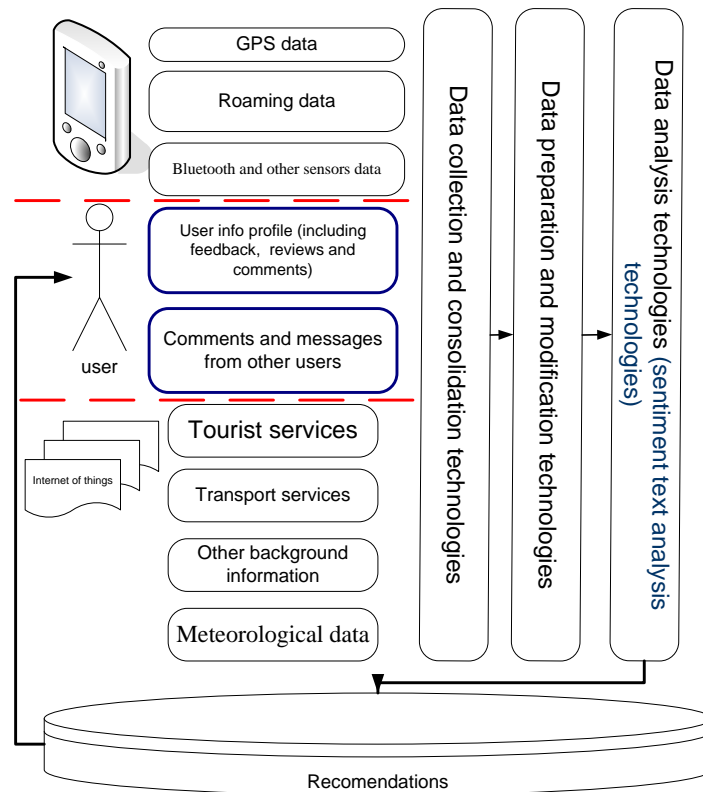 GPS data
Roaming data
Bluetooth and other sensors data
User info profile (including
feedback, reviews and
comments)
Comments and messages
from other users
user
Tourist services
Internet of things
Transport services
Other background
information
Meteorological data
Data collection and consolidation technologies
Data preparation and modification technologies
Data analysis technologies (sentiment text analysis
technologies)
Recomendations